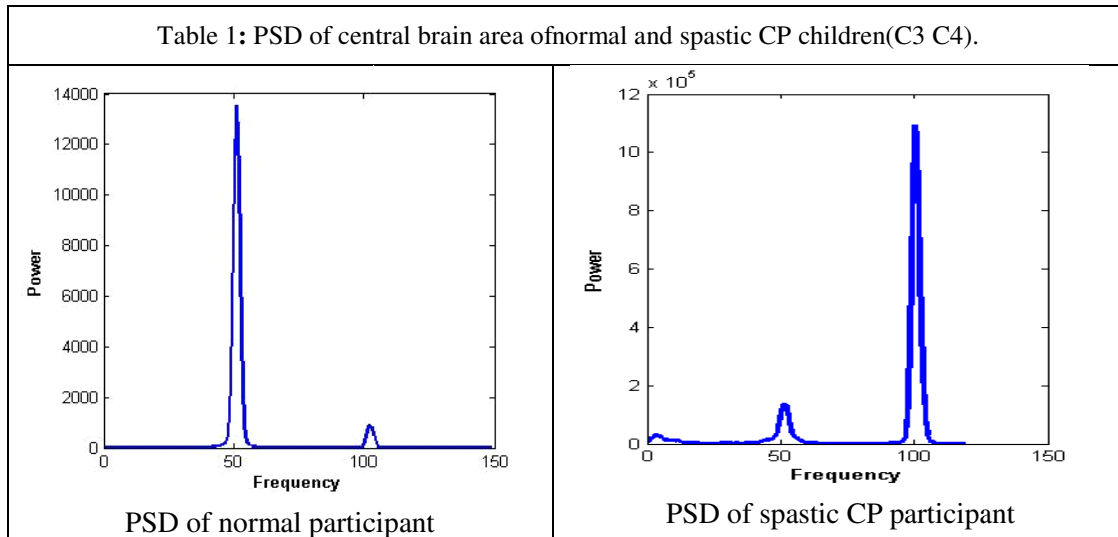 Table 1: PSD of central brain area ofnormal and spastic CP children(C3 C4).
14000
12000
10000
8000
6000
4000
2000
0
Power
0 50 100 150
Frequency
PSD of normal participant
x 10^5
12
10
8
6
4
2
0
Power
0 50 100 150
Frequency
PSD of spastic CP participant